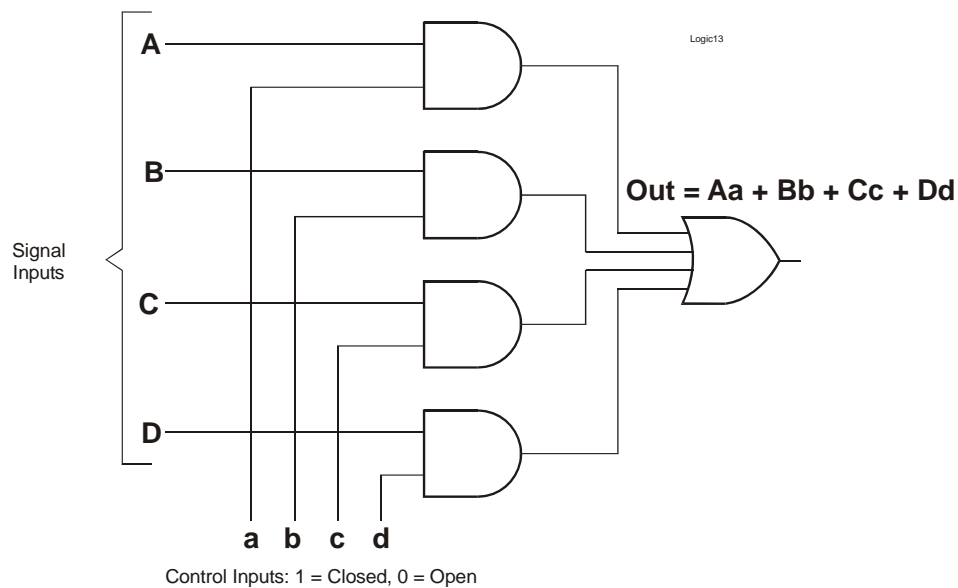 A
Logic13
B
Out = Aa + Bb + Cc + Dd
Signal
Inputs
C
D
a b c d
Control Inputs: 1 = Closed, 0 = Open